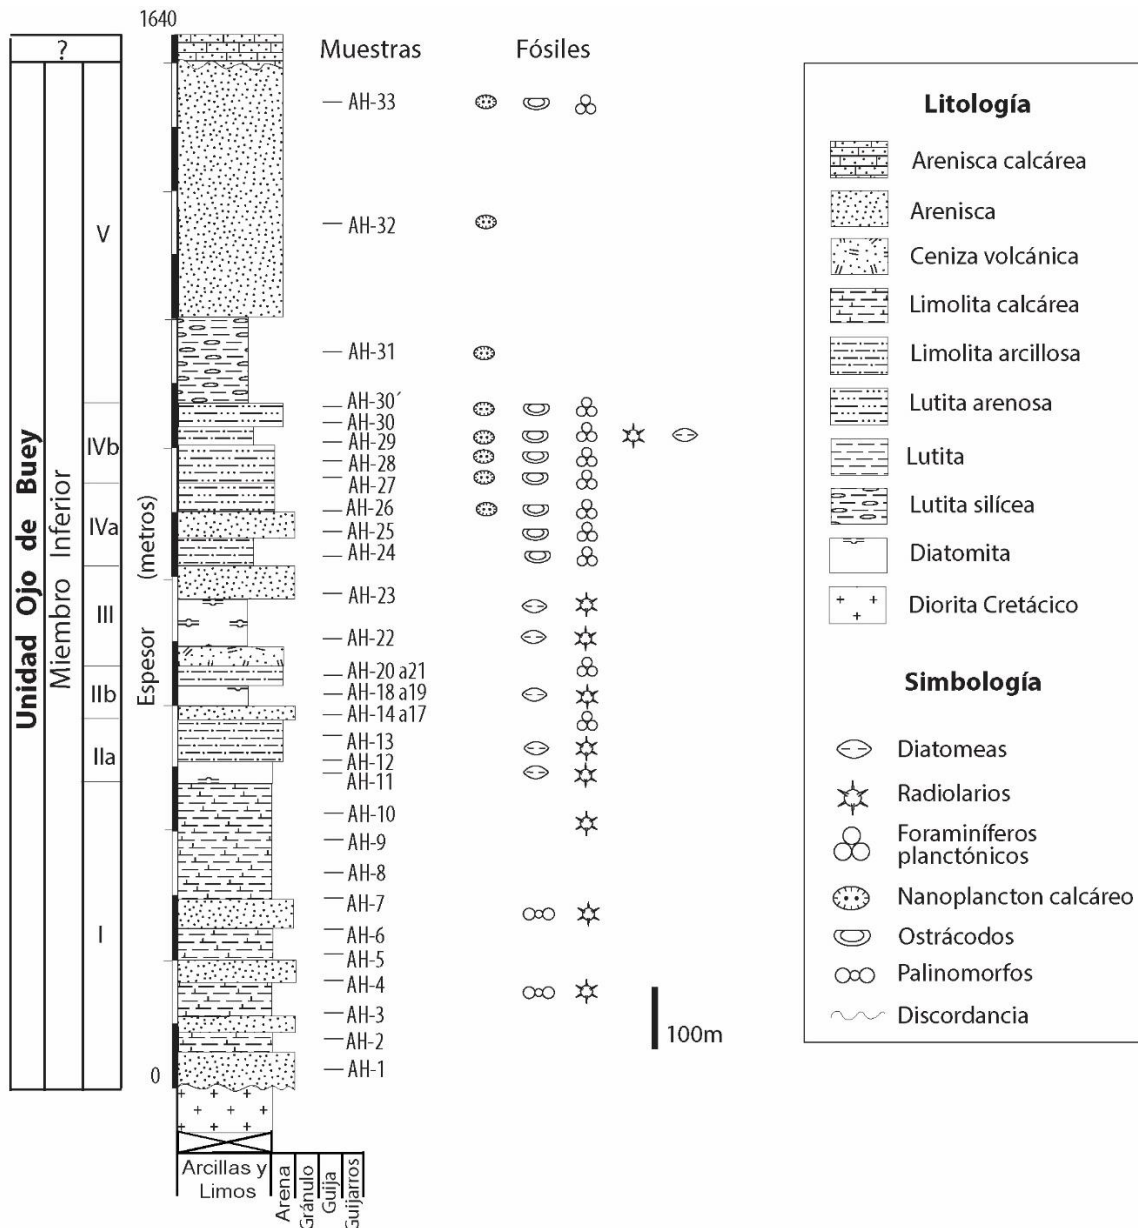 1640
?
Muestras
Fósiles
AH-33
AH-32
AH-31
AH-30´
AH-30
AH-29
AH-28
AH-27
AH-26
AH-25
AH-24
AH-23
AH-22
AH-20 a21
AH-18 a19
AH-14 a17
AH-13
AH-12
AH-11
AH-10
AH-9
AH-8
AH-7
AH-6
AH-5
AH-4
AH-3
AH-2
AH-1
Unidad Ojo de Buey
Miembro Inferior
V
IVb
IVa
III
IIb
IIa
I
Espesor (metros)
0
100m
Arcillas y
Limos
Arena
Gránulo
Guija
Guijarros
Litología
Arenisca calcárea
Arenisca
Ceniza volcánica
Limolita calcárea
Limolita arcillosa
Lutita arenosa
Lutita
Lutita silícea
Diatomita
Diorita Cretácico
Simbología
Diatomeas
Radiolarios
Foraminíferos
planctónicos
Nanoplancton calcáreo
Ostrácodos
Palinomorfos
Discordancia